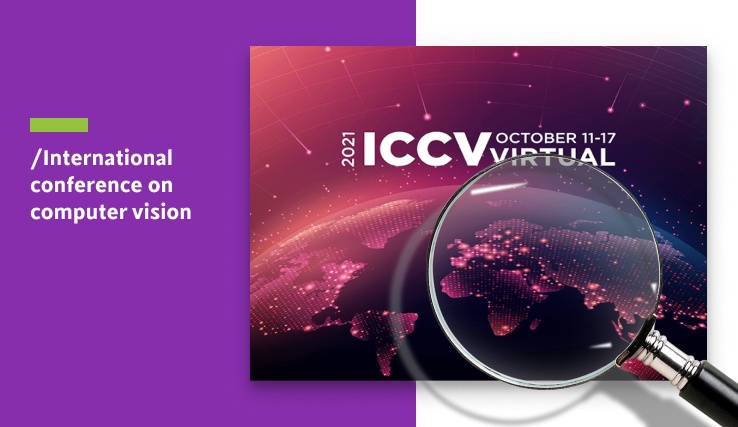 /International
conference on
computer vision
2021
ICCV
OCTOBER 11-17
VIRTUAL